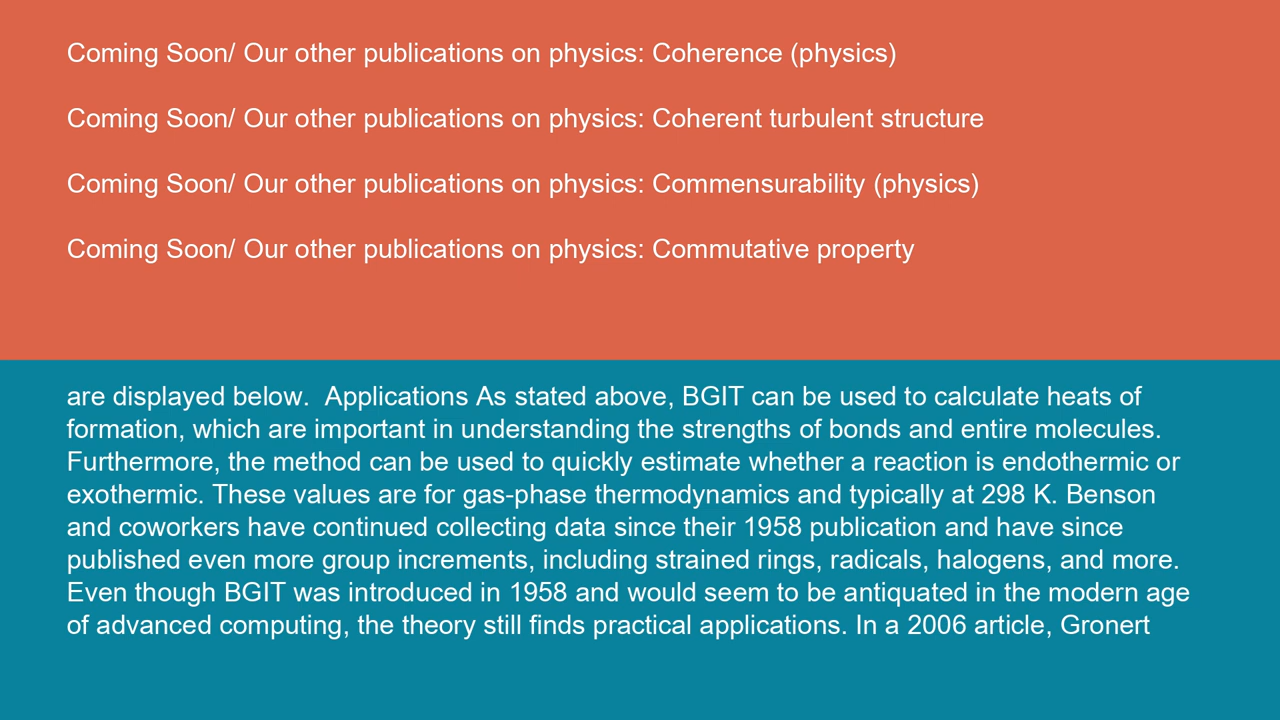 Coming Soon/ Our other publications on physics: Coherence (physics)
Coming Soon/ Our other publications on physics: Coherent turbulent structure
Coming Soon/ Our other publications on physics: Commensurability (physics)
Coming Soon/ Our other publications on physics: Commutative property
are displayed below.  Applications As stated above, BGIT can be used to calculate heats of
formation, which are important in understanding the strengths of bonds and entire molecules.
Furthermore, the method can be used to quickly estimate whether a reaction is endothermic or
exothermic. These values are for gas-phase thermodynamics and typically at 298 K. Benson
and coworkers have continued collecting data since their 1958 publication and have since
published even more group increments, including strained rings, radicals, halogens, and more.
Even though BGIT was introduced in 1958 and would seem to be antiquated in the modern age
of advanced computing, the theory still finds practical applications. In a 2006 article, Gronert